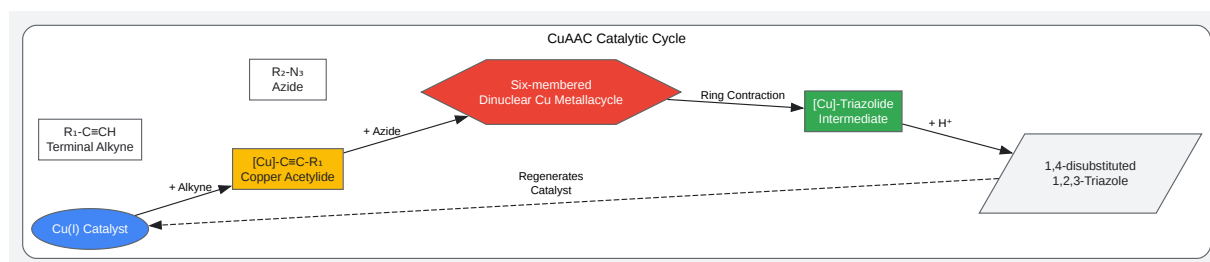 CuAAC Catalytic Cycle
R₂-N₃
Azide
Six-membered
Dinuclear Cu Metallacycle
Ring Contraction
[Cu]-Triazolide
Intermediate
R₁-C≡CH
Terminal Alkyne
+ Azide
+ H⁺
[Cu]-C≡C-R₁
Copper Acetylide
1,4-disubstituted
1,2,3-Triazole
+ Alkyne
Regenerates
Catalyst
Cu(I) Catalyst